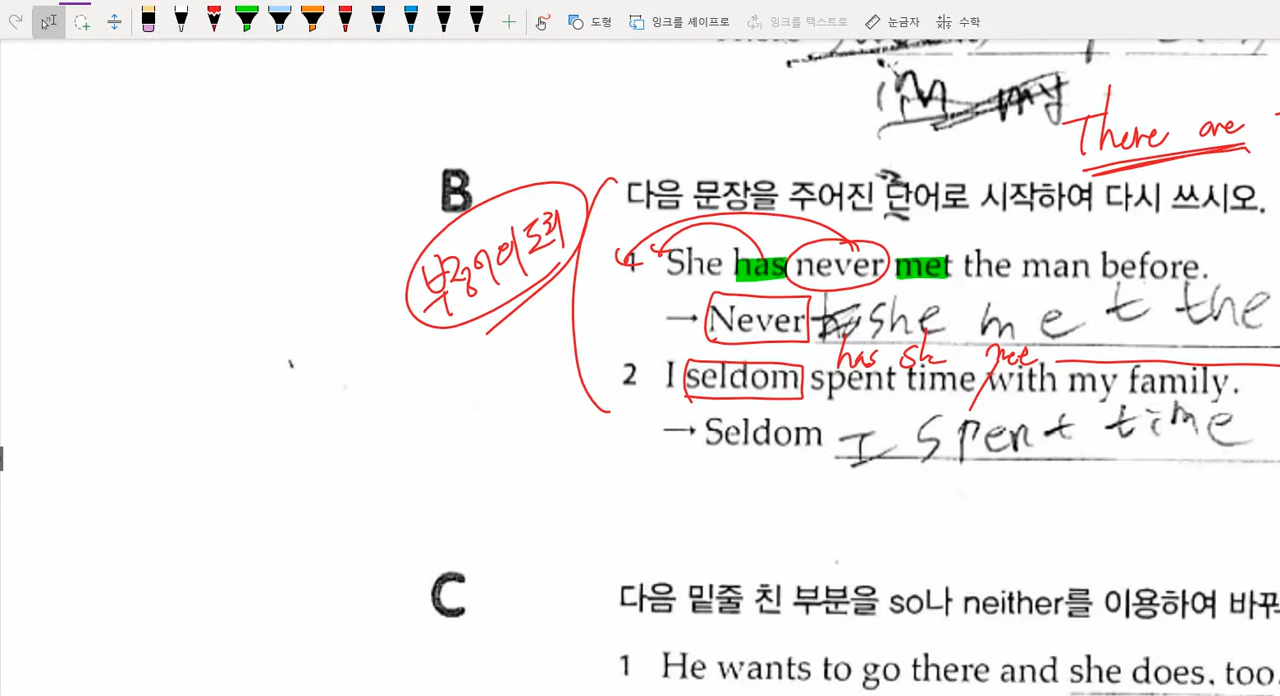 도형 잉크를 셰이프로 잉크를 텍스트로 눈금자 수학
in my
There are
B 다음 문장을 주어진 단어로 시작하여 다시 쓰시오.
부정어 도치
1 She has never met the man before.
→ Never she met the
has she met
2 I seldom spent time with my family.
→ Seldom I spent time
C 다음 밑줄 친 부분을 so나 neither를 이용하여 바꾸
1 He wants to go there and she does, too